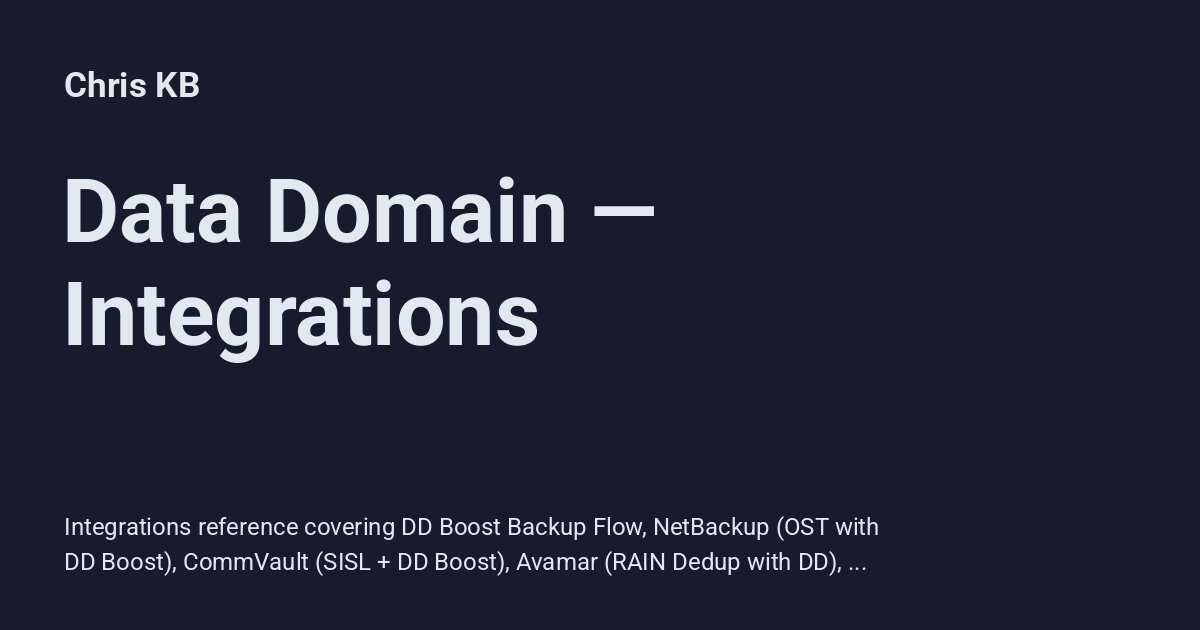 Chris KB
Data Domain —
Integrations
Integrations reference covering DD Boost Backup Flow, NetBackup (OST with
DD Boost), CommVault (SISL + DD Boost), Avamar (RAIN Dedup with DD), ...